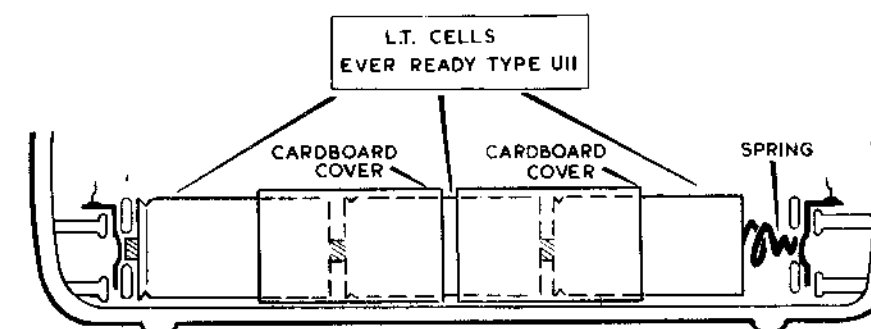 L.T. CELLS
EVER READY TYPE U11
CARDBOARD
COVER
CARDBOARD
COVER
SPRING